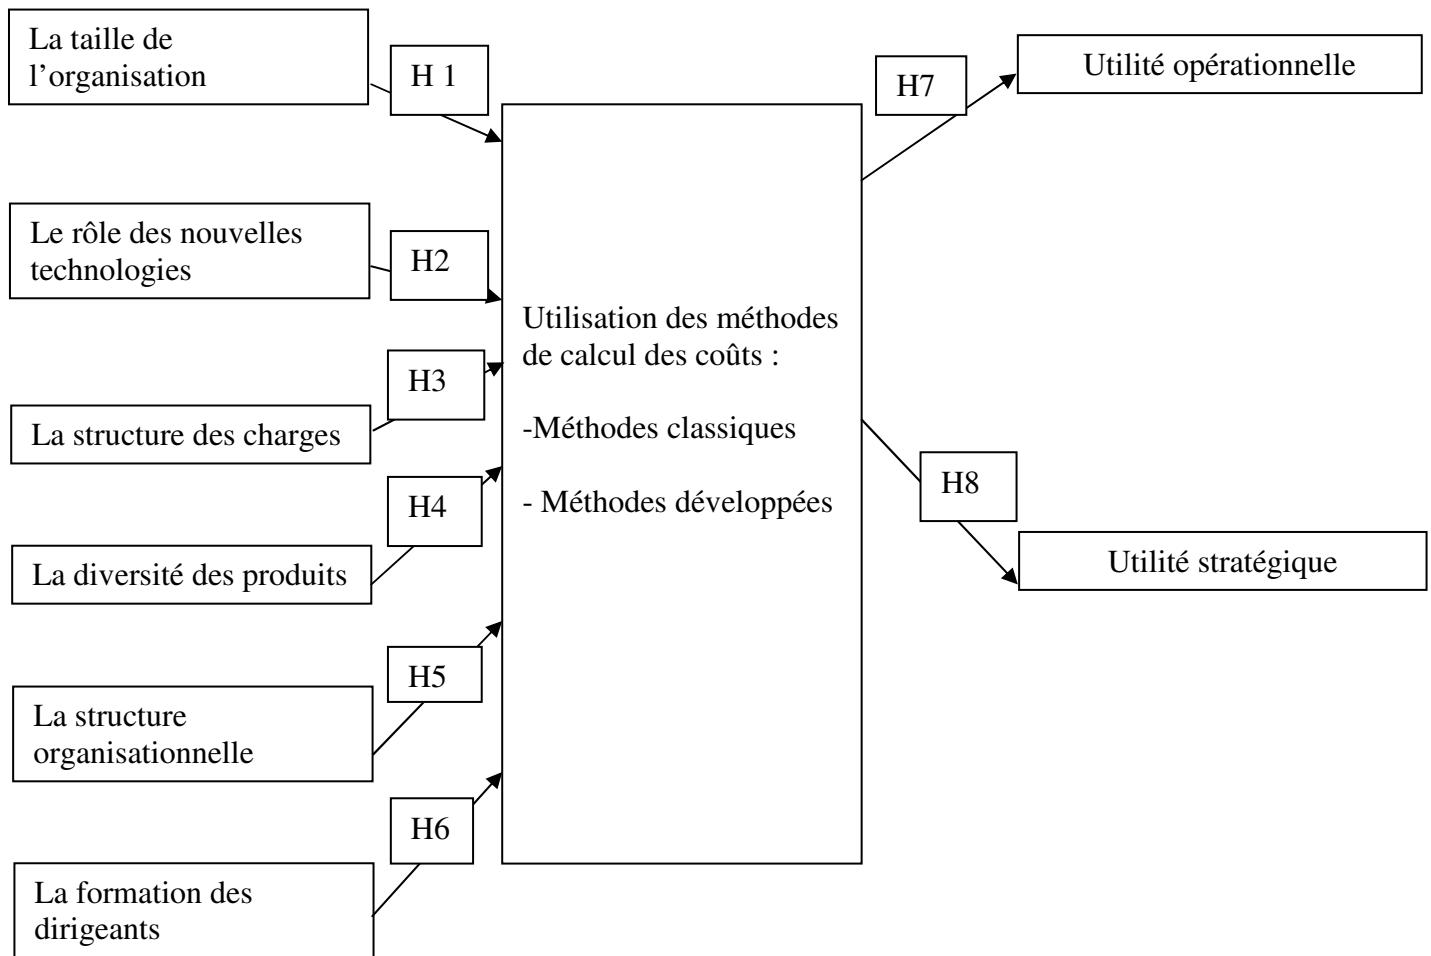 La taille de
l’organisation
H 1
H7
Utilité opérationnelle
Le rôle des nouvelles
technologies
H2
Utilisation des méthodes
de calcul des coûts :
-Méthodes classiques
- Méthodes développées
H3
La structure des charges
H4
La diversité des produits
H8
Utilité stratégique
H5
La structure
organisationnelle
H6
La formation des
dirigeants